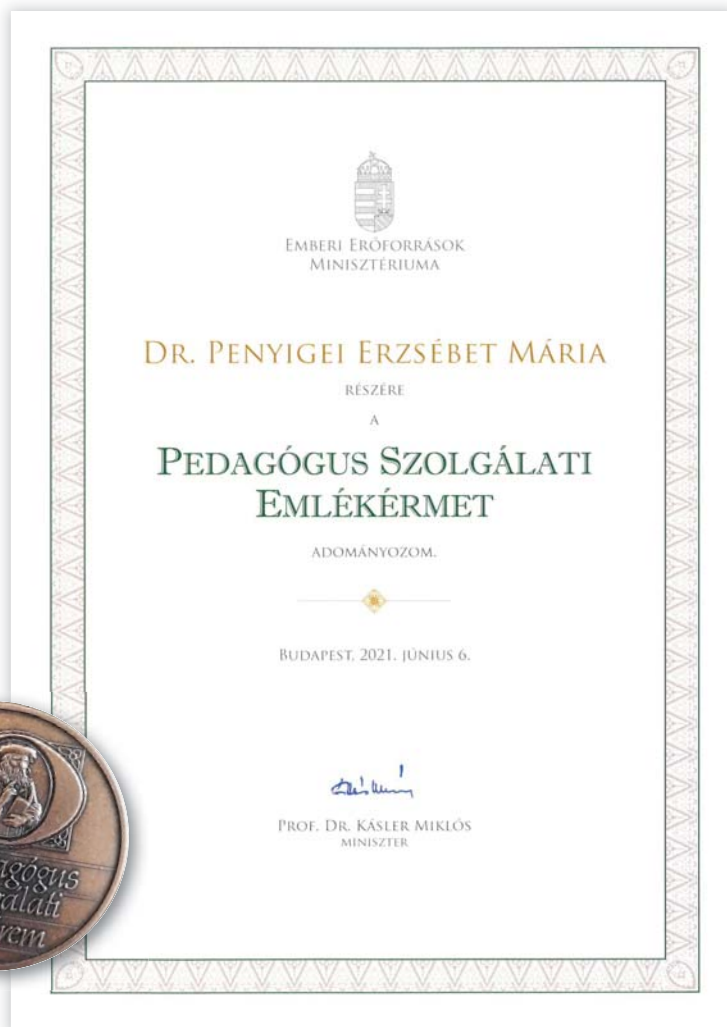 EMBERI ERŐFORRÁSOK
MINISZTÉRIUMA
DR. PENYIGEI ERZSÉBET MÁRIA
RÉSZÉRE
A
PEDAGÓGUS SZOLGÁLATI
EMLÉKÉRMET
ADOMÁNYOZOM.
BUDAPEST, 2021. JÚNIUS 6.
PROF. DR. KÁSLER MIKLÓS
MINISZTER
agógus
álati
rem